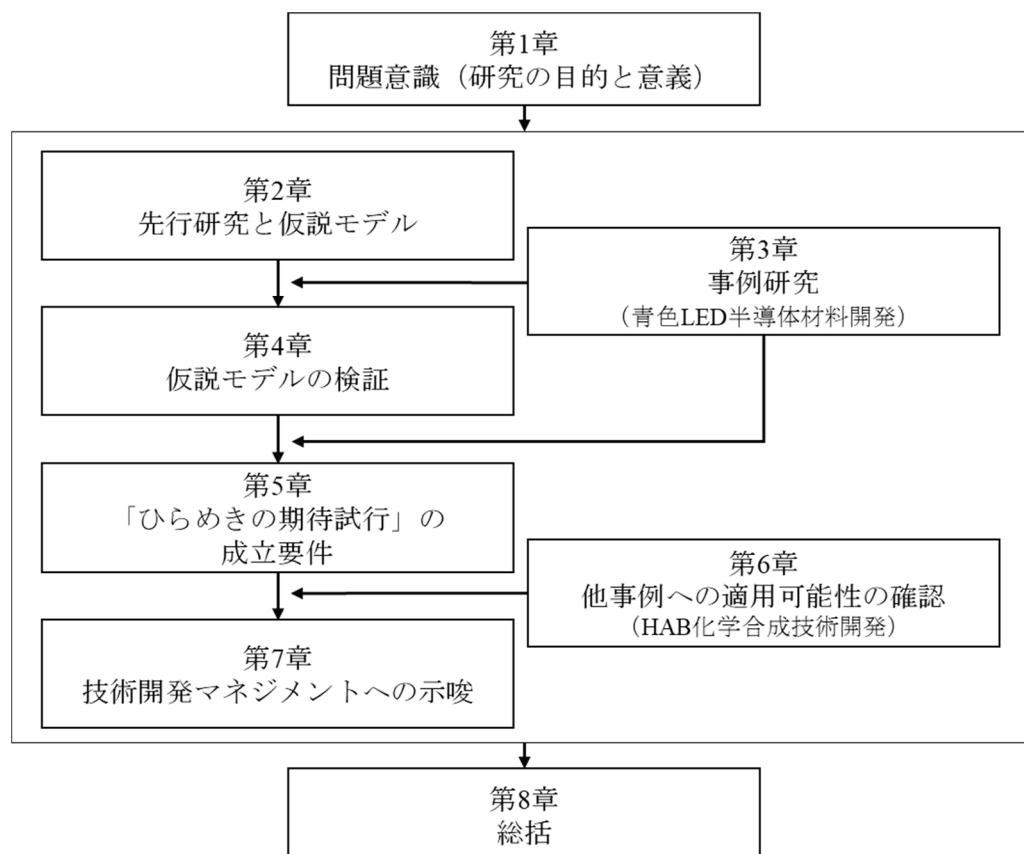 第1章
問題意識（研究の目的と意義）
第2章
先行研究と仮説モデル
第3章
事例研究
（青色LED半導体材料開発）
第4章
仮説モデルの検証
第5章
「ひらめきの期待試行」の
成立要件
第6章
他事例への適用可能性の確認
（HAB化学合成技術開発）
第7章
技術開発マネジメントへの示唆
第8章
総括